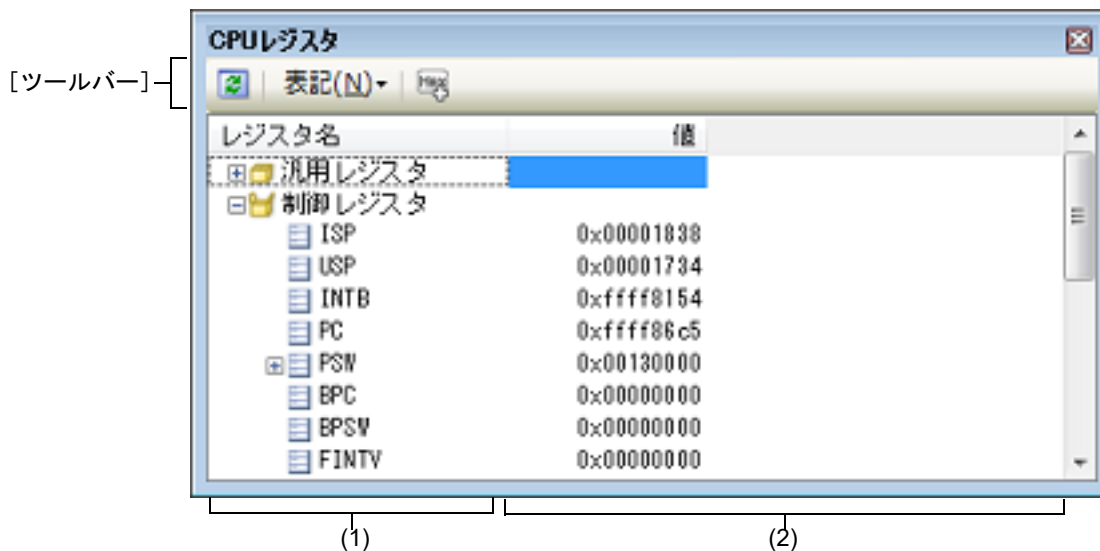 CPUレジスタ
[ツールバー]
表記(N)
Hex
レジスタ名 値
汎用レジスタ
制御レジスタ
ISP 0x00001838
USP 0x00001734
INTB 0xffff8154
PC 0xffff86c5
PSW 0x00130000
BPC 0x00000000
BPSW 0x00000000
FINTV 0x00000000
(1) (2)